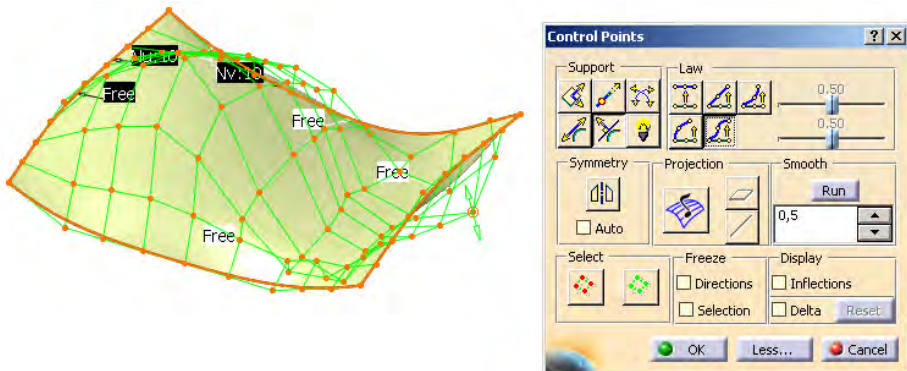 Nu:10
Nv:10
Free
Free
Free
Free
Control Points
Support
Law
0.50
0.50
Symmetry
Projection
Smooth
Run
0,5
Auto
Select
Freeze
Display
Directions
Inflections
Selection
Delta
Reset
OK
Less...
Cancel